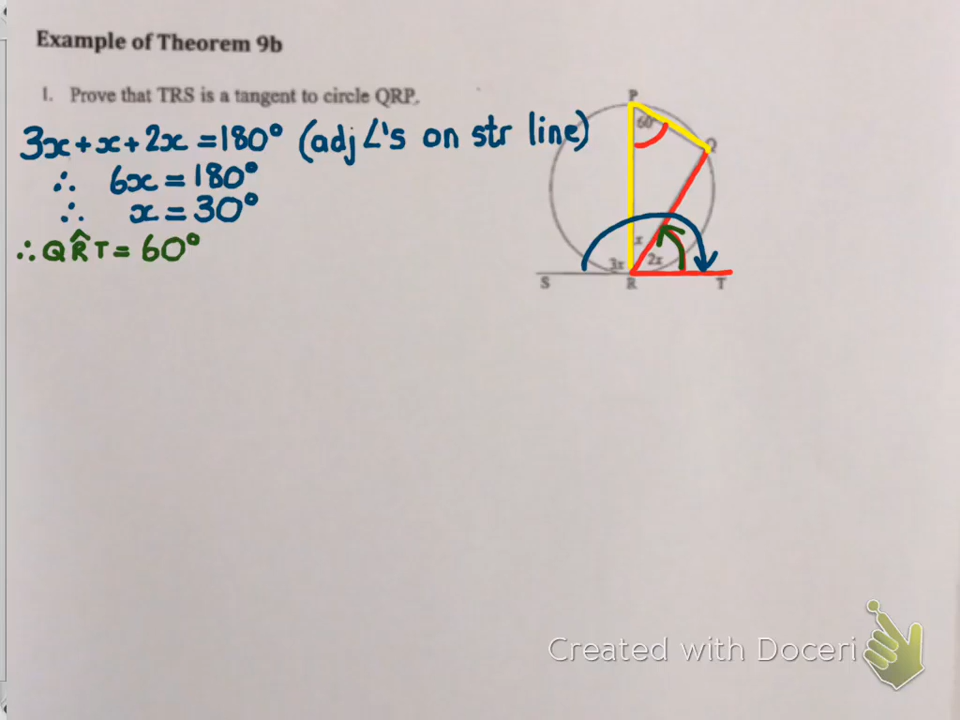 Example of Theorem 9b
1. Prove that TRS is a tangent to circle QRP.
3x+x+2x=180° (adj ∠'s on str line)
∴ 6x=180°
∴ x=30°
∴QR̂T=60°
P
60°
Q
x
3x
2x
S
R
T
Created with Doceri